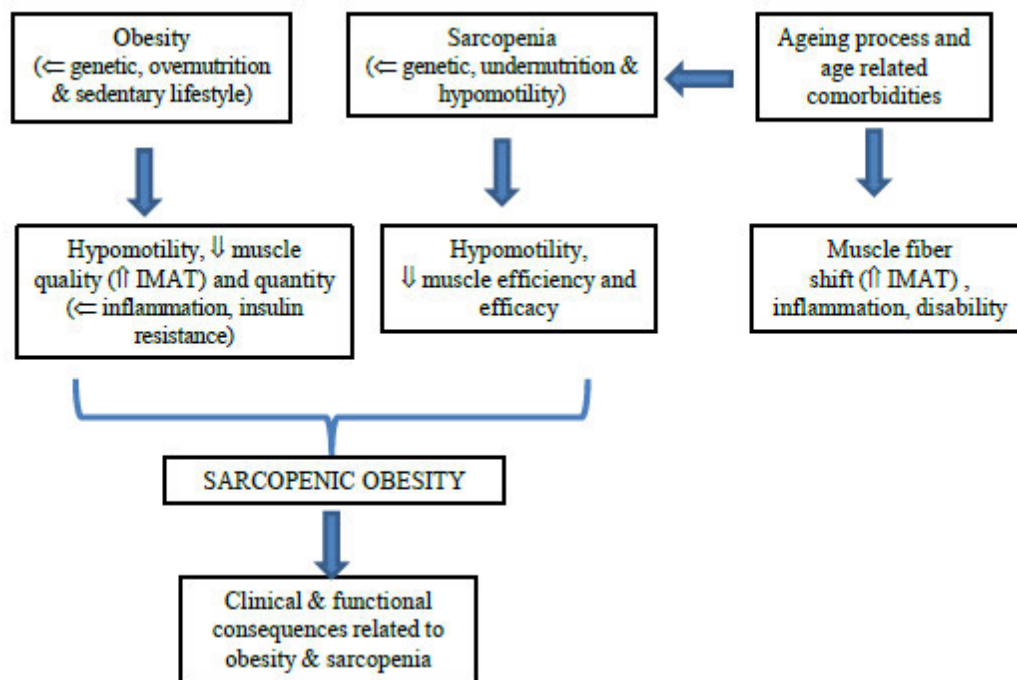 Obesity
(⇐ genetic, overnutrition
& sedentary lifestyle)
Sarcopenia
(⇐ genetic, undernutrition &
hypomotility)
Ageing process and
age related
comorbidities
Hypomotility, ⇓ muscle
quality (⇑ IMAT) and quantity
(⇐ inflammation, insulin
resistance)
Hypomotility,
⇓ muscle efficiency and
efficacy
Muscle fiber
shift (⇑ IMAT) ,
inflammation, disability
SARCOPENIC OBESITY
Clinical & functional
consequences related to
obesity & sarcopenia